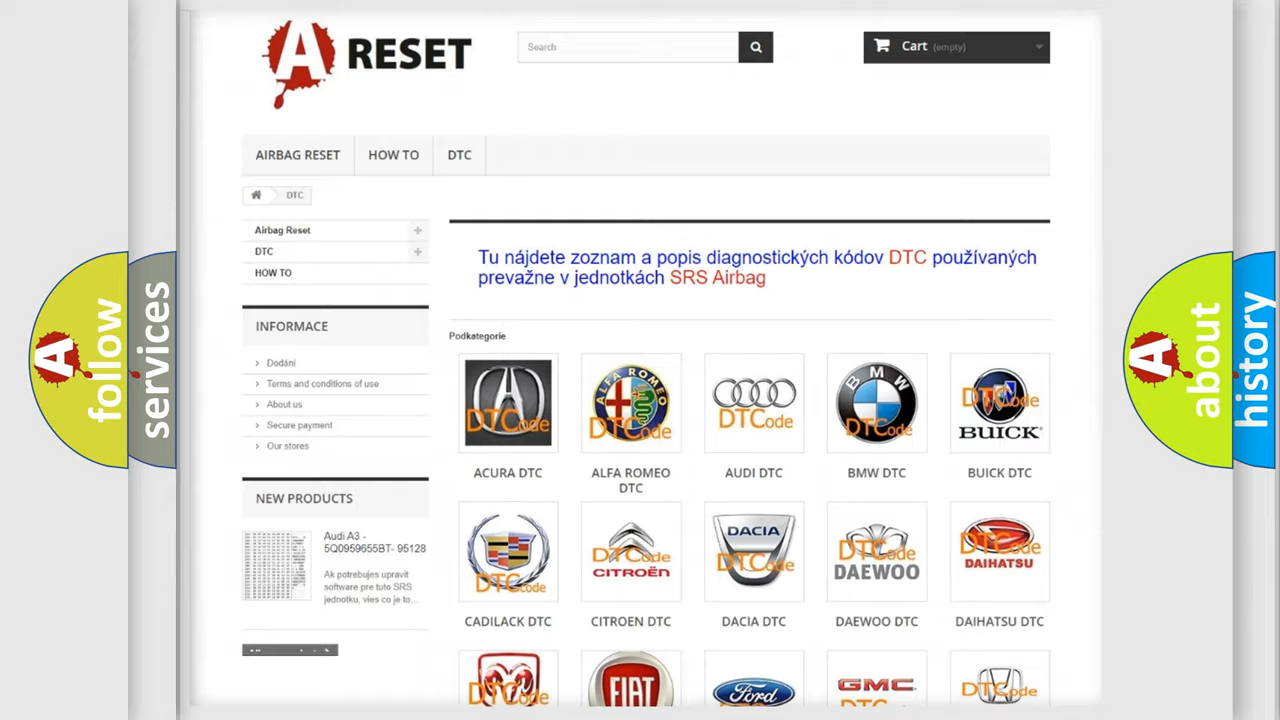 A RESET
Search
Cart (empty)
AIRBAG RESET
HOW TO
DTC
DTC
Airbag Reset
DTC
HOW TO
INFORMACE
Dodání
Terms and conditions of use
About us
Secure payment
Our stores
NEW PRODUCTS
Audi A3 -
5Q0959655BT- 95128
Ak potrebujes upravit
software pre tuto SRS
jednotku, vies co je to...
Tu nájdete zoznam a popis diagnostických kódov DTC používaných
prevažne v jednotkách SRS Airbag
Podkategorie
DTCode
ALFA ROMEO
DTCode
DTCode
BMW
DTCode
DTCode
BUICK
ACURA DTC
ALFA ROMEO
DTC
AUDI DTC
BMW DTC
BUICK DTC
DTCode
DTCode
CITROËN
DACIA
DTCode
DTCode
DAEWOO
DTCode
DAIHATSU
CADILACK DTC
CITROEN DTC
DACIA DTC
DAEWOO DTC
DAIHATSU DTC
DTCode
FIAT
Ford
GMC
DTCode
A follow
services
A about
history